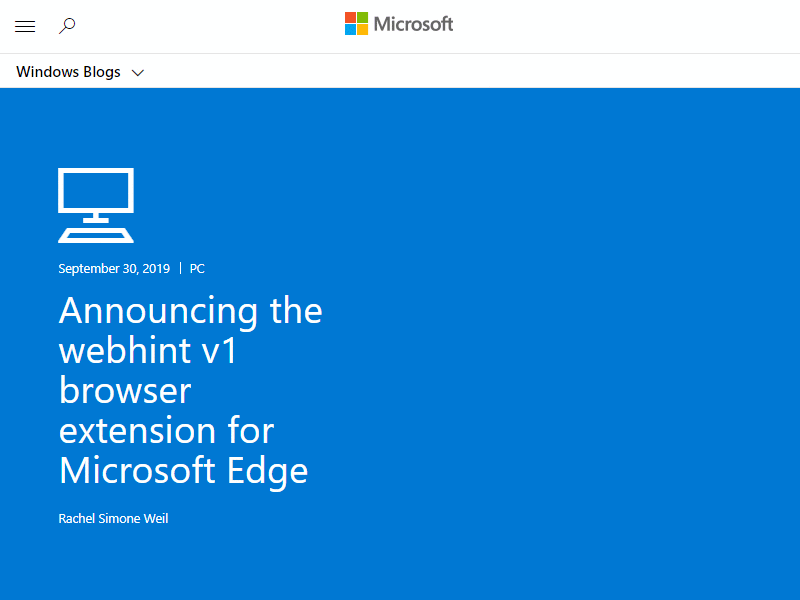 Microsoft
Windows Blogs
September 30, 2019 | PC
Announcing the
webhint v1
browser
extension for
Microsoft Edge
Rachel Simone Weil